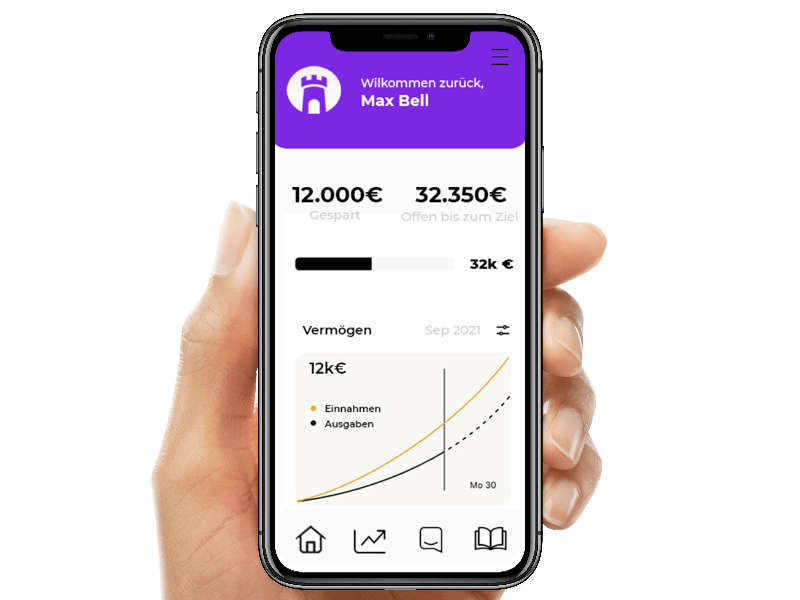 Wilkommen zurück,
Max Bell
12.000€ 32.350€
Gespart Offen bis zum Ziel
32k €
Vermögen Sep 2021
12k€
Einnahmen
Ausgaben
Mo 30